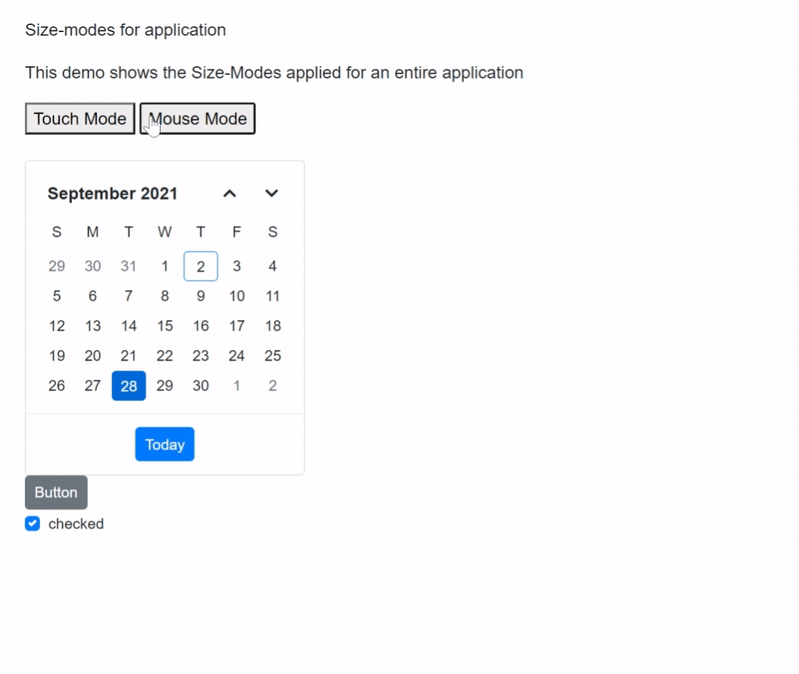 Size-modes for application
This demo shows the Size-Modes applied for an entire application
Touch Mode Mouse Mode
September 2021
S M T W T F S
29 30 31 1 2 3 4
5 6 7 8 9 10 11
12 13 14 15 16 17 18
19 20 21 22 23 24 25
26 27 28 29 30 1 2
Today
Button
checked